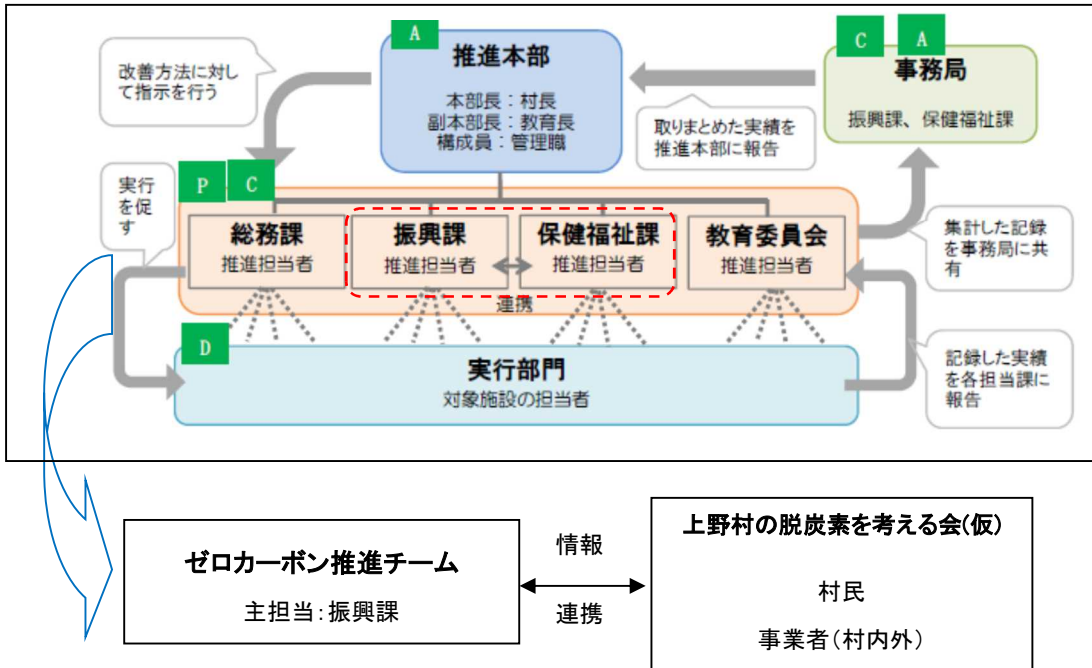 A
推進本部
本部長：村長
副本部長：教育長
構成員：管理職
C
A
事務局
振興課、保健福祉課
改善方法に対し
て指示を行う
取りまとめた実績を
推進本部に報告
実行
を促
す
P
C
総務課
推進担当者
振興課
推進担当者
保健福祉課
推進担当者
教育委員会
推進担当者
連携
集計した記録
を事務局に共
有
D
実行部門
対象施設の担当者
記録した実績
を各担当課に
報告
ゼロカーボン推進チーム
主担当：振興課
情報
連携
上野村の脱炭素を考える会(仮)
村民
事業者（村内外）